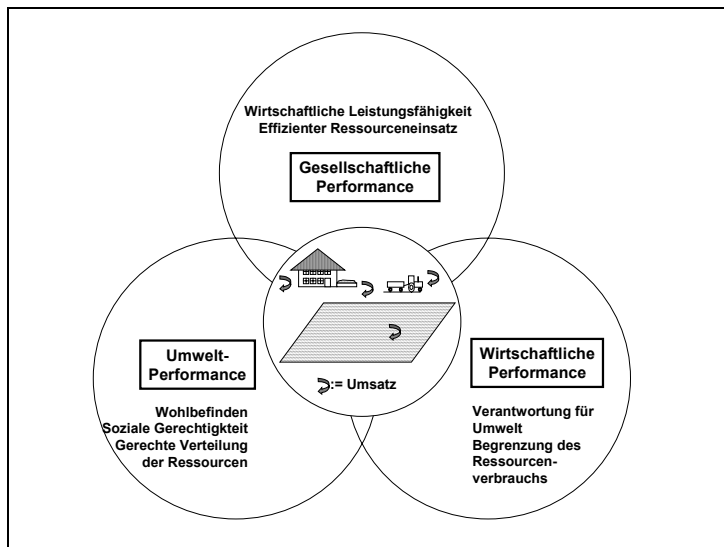 Wirtschaftliche Leistungsfähigkeit
Effizienter Ressourceneinsatz
Gesellschaftliche
Performance
Umwelt-
Performance
Wohlbefinden
Soziale Gerechtigkteit
Gerechte Verteilung
der Ressourcen
:= Umsatz
Wirtschaftliche
Performance
Verantwortung für
Umwelt
Begrenzung des
Ressourcen-
verbrauchs